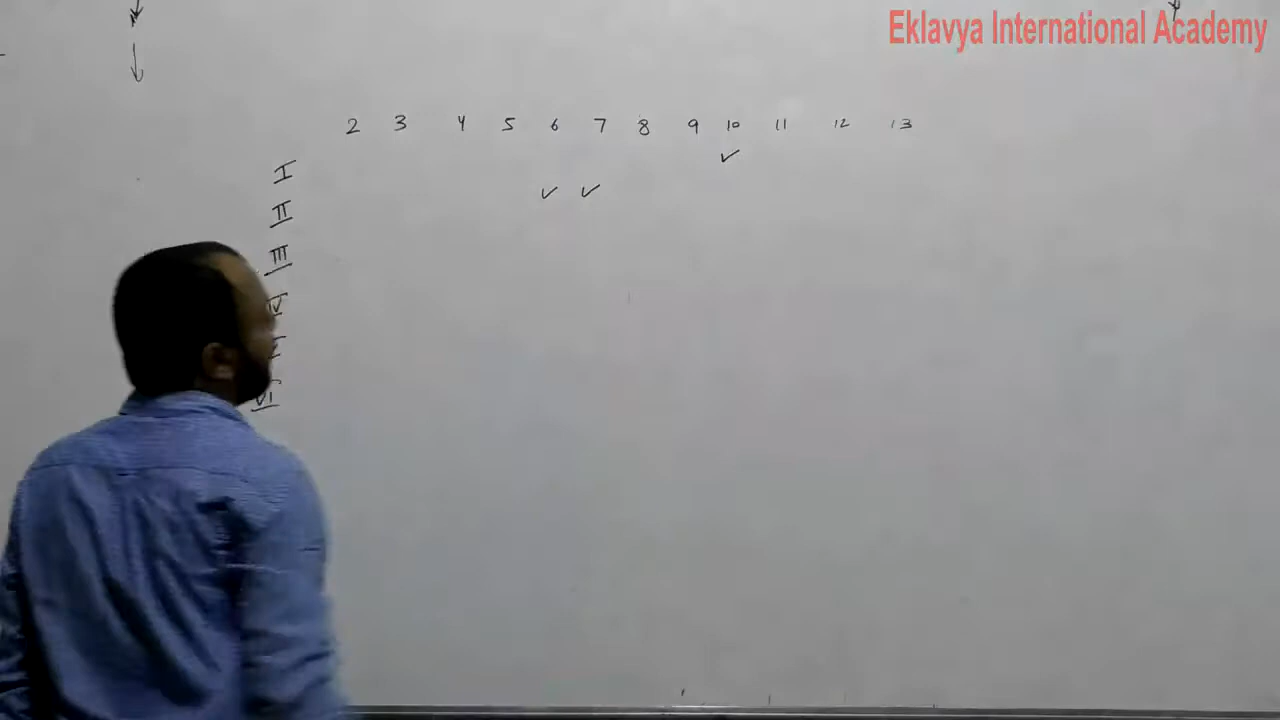 Eklavya International Academy
2 3 4 5 6 7 8 9 10 11 12 13
I ✓
II ✓ ✓
III
IV
VI